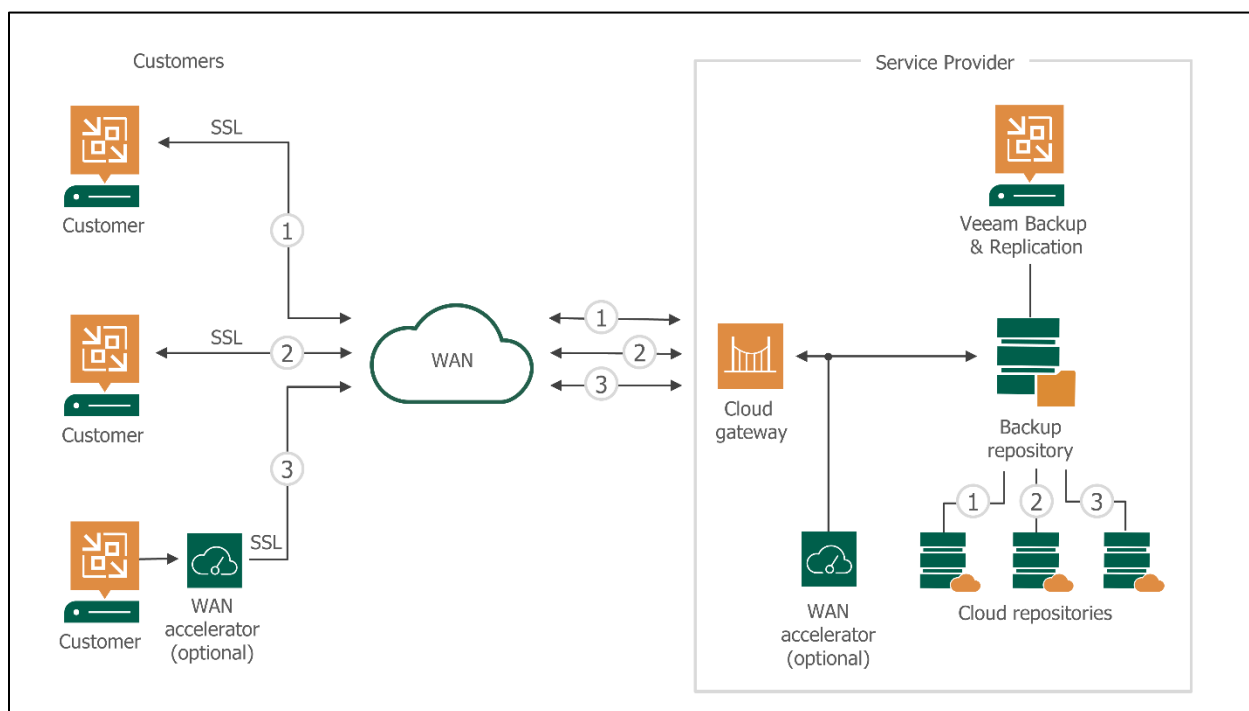 Customers
Service Provider
SSL
Customer
1
Veeam Backup
& Replication
SSL
2
Customer
WAN
1
2
3
Cloud
gateway
Backup
repository
3
SSL
Customer
WAN
accelerator
(optional)
WAN
accelerator
(optional)
1
2
3
Cloud repositories